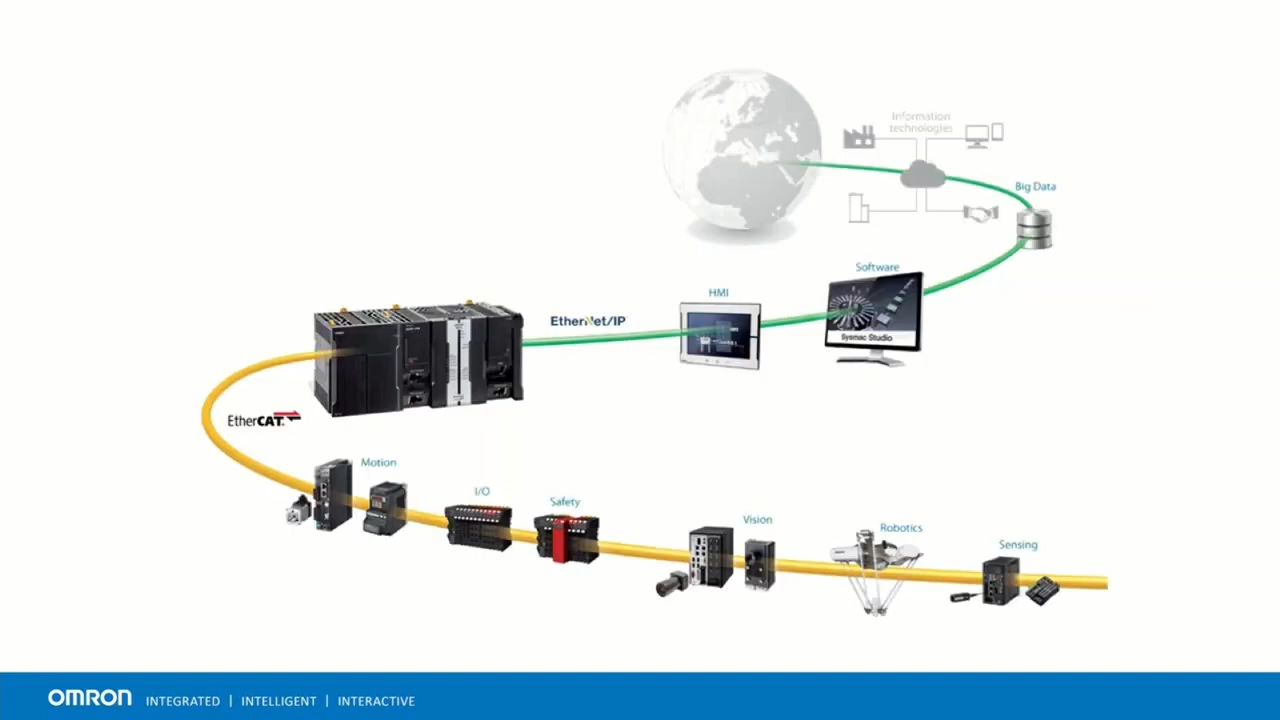 Information
technologies
Big Data
Software
Sysmac Studio
HMI
EtherNet/IP
EtherCAT
Motion
I/O
Safety
Vision
Robotics
Sensing
OMRON INTEGRATED | INTELLIGENT | INTERACTIVE